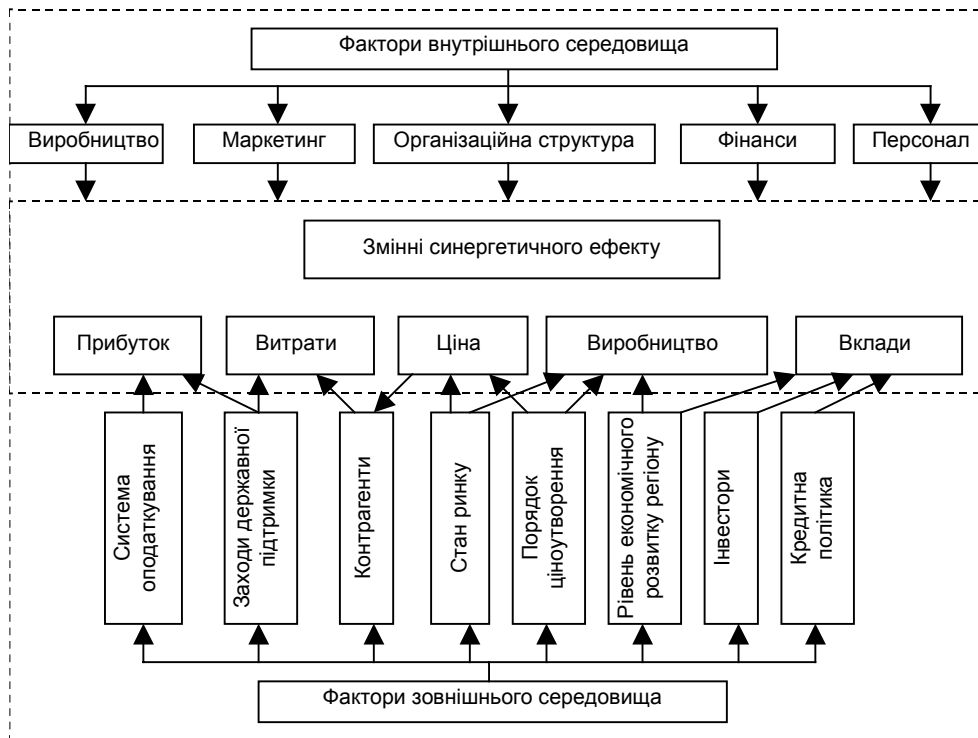 Фактори внутрішнього середовища
Виробництво
Маркетинг
Організаційна структура
Фінанси
Персонал
Змінні синергетичного ефекту
Прибуток
Витрати
Ціна
Виробництво
Вклади
Система
оподаткування
Заходи державної
підтримки
Контрагенти
Стан ринку
Порядок
ціноутворення
Рівень економічного
розвитку регіону
Інвестори
Кредитна
політика
Фактори зовнішнього середовища